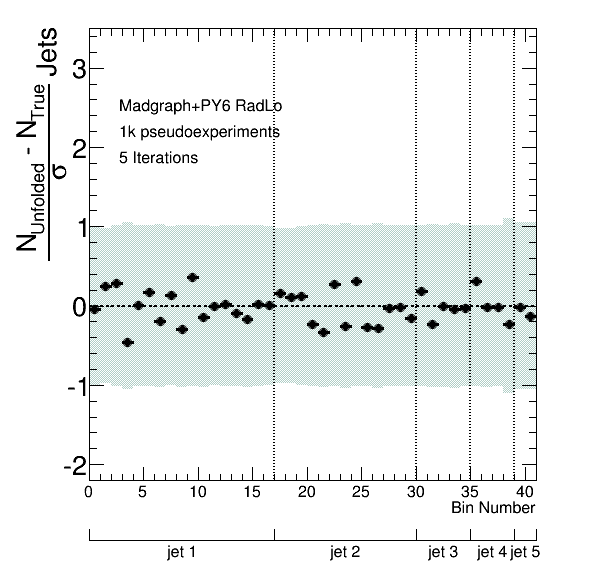 N_Unfolded - N_True Jets
σ
3
2
1
0
-1
-2
Madgraph+PY6 RadLo
1k pseudoexperiments
5 Iterations
0 5 10 15 20 25 30 35 40
Bin Number
jet 1 jet 2 jet 3 jet 4 jet 5